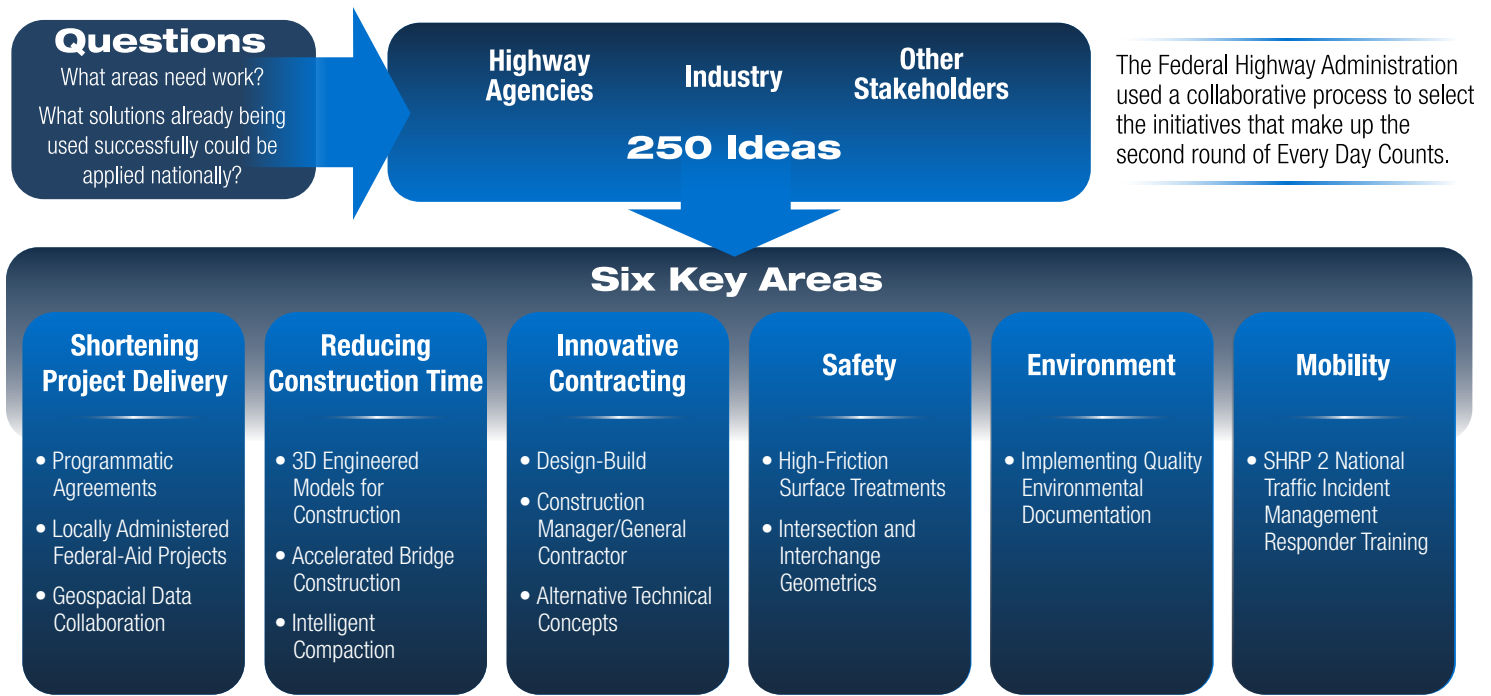 Questions
What areas need work?
What solutions already being
used successfully could be
applied nationally?
Highway
Agencies
Industry
Other
Stakeholders
250 Ideas
The Federal Highway Administration
used a collaborative process to select
the initiatives that make up the
second round of Every Day Counts.
Six Key Areas
Shortening
Project Delivery
• Programmatic
Agreements
• Locally Administered
Federal-Aid Projects
• Geospacial Data
Collaboration
Reducing
Construction Time
• 3D Engineered
Models for
Construction
• Accelerated Bridge
Construction
• Intelligent
Compaction
Innovative
Contracting
• Design-Build
• Construction
Manager/General
Contractor
• Alternative Technical
Concepts
Safety
• High-Friction
Surface Treatments
• Intersection and
Interchange
Geometrics
Environment
• Implementing Quality
Environmental
Documentation
Mobility
• SHRP 2 National
Traffic Incident
Management
Responder Training